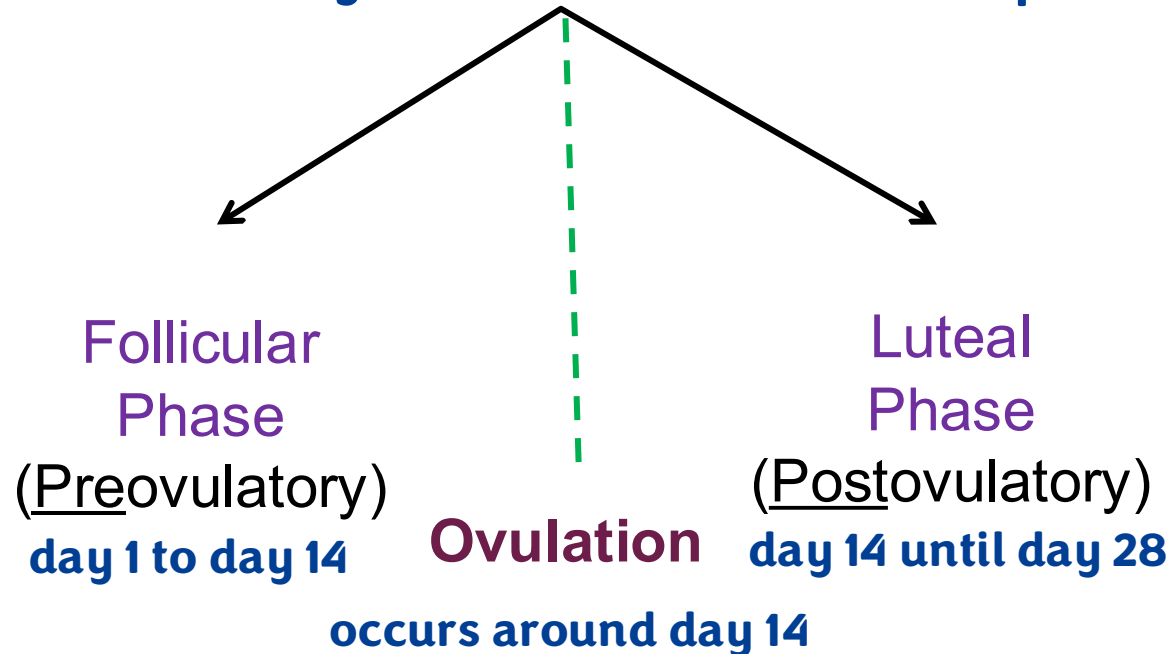 Follicular
Phase
(Preovulatory)
day 1 to day 14
Ovulation
occurs around day 14
Luteal
Phase
(Postovulatory)
day 14 until day 28